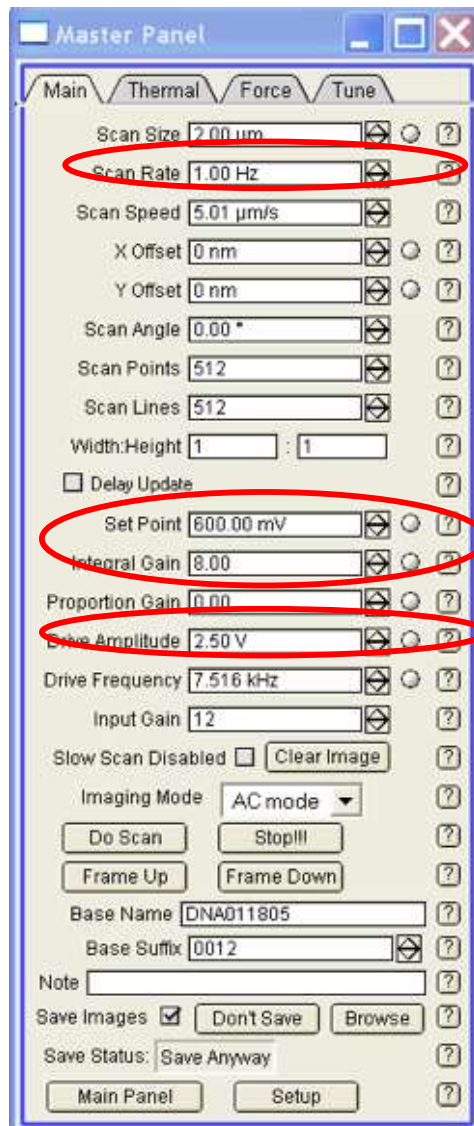 Master Panel
Main Thermal Force Tune
Scan Size 2.00 µm ?
Scan Rate 1.00 Hz ?
Scan Speed 5.01 µm/s ?
X Offset 0 nm ?
Y Offset 0 nm ?
Scan Angle 0.00 ° ?
Scan Points 512 ?
Scan Lines 512 ?
Width:Height 1 : 1 ?
Delay Update ?
Set Point 600.00 mV ?
Integral Gain 8.00 ?
Proportion Gain 0.00 ?
Drive Amplitude 2.50 V ?
Drive Frequency 7.516 kHz ?
Input Gain 12 ?
Slow Scan Disabled Clear Image ?
Imaging Mode AC mode ?
Do Scan Stop!!! ?
Frame Up Frame Down ?
Base Name DNA011805 ?
Base Suffix 0012 ?
Note ?
Save Images Don't Save Browse ?
Save Status: Save Anyway ?
Main Panel Setup ?